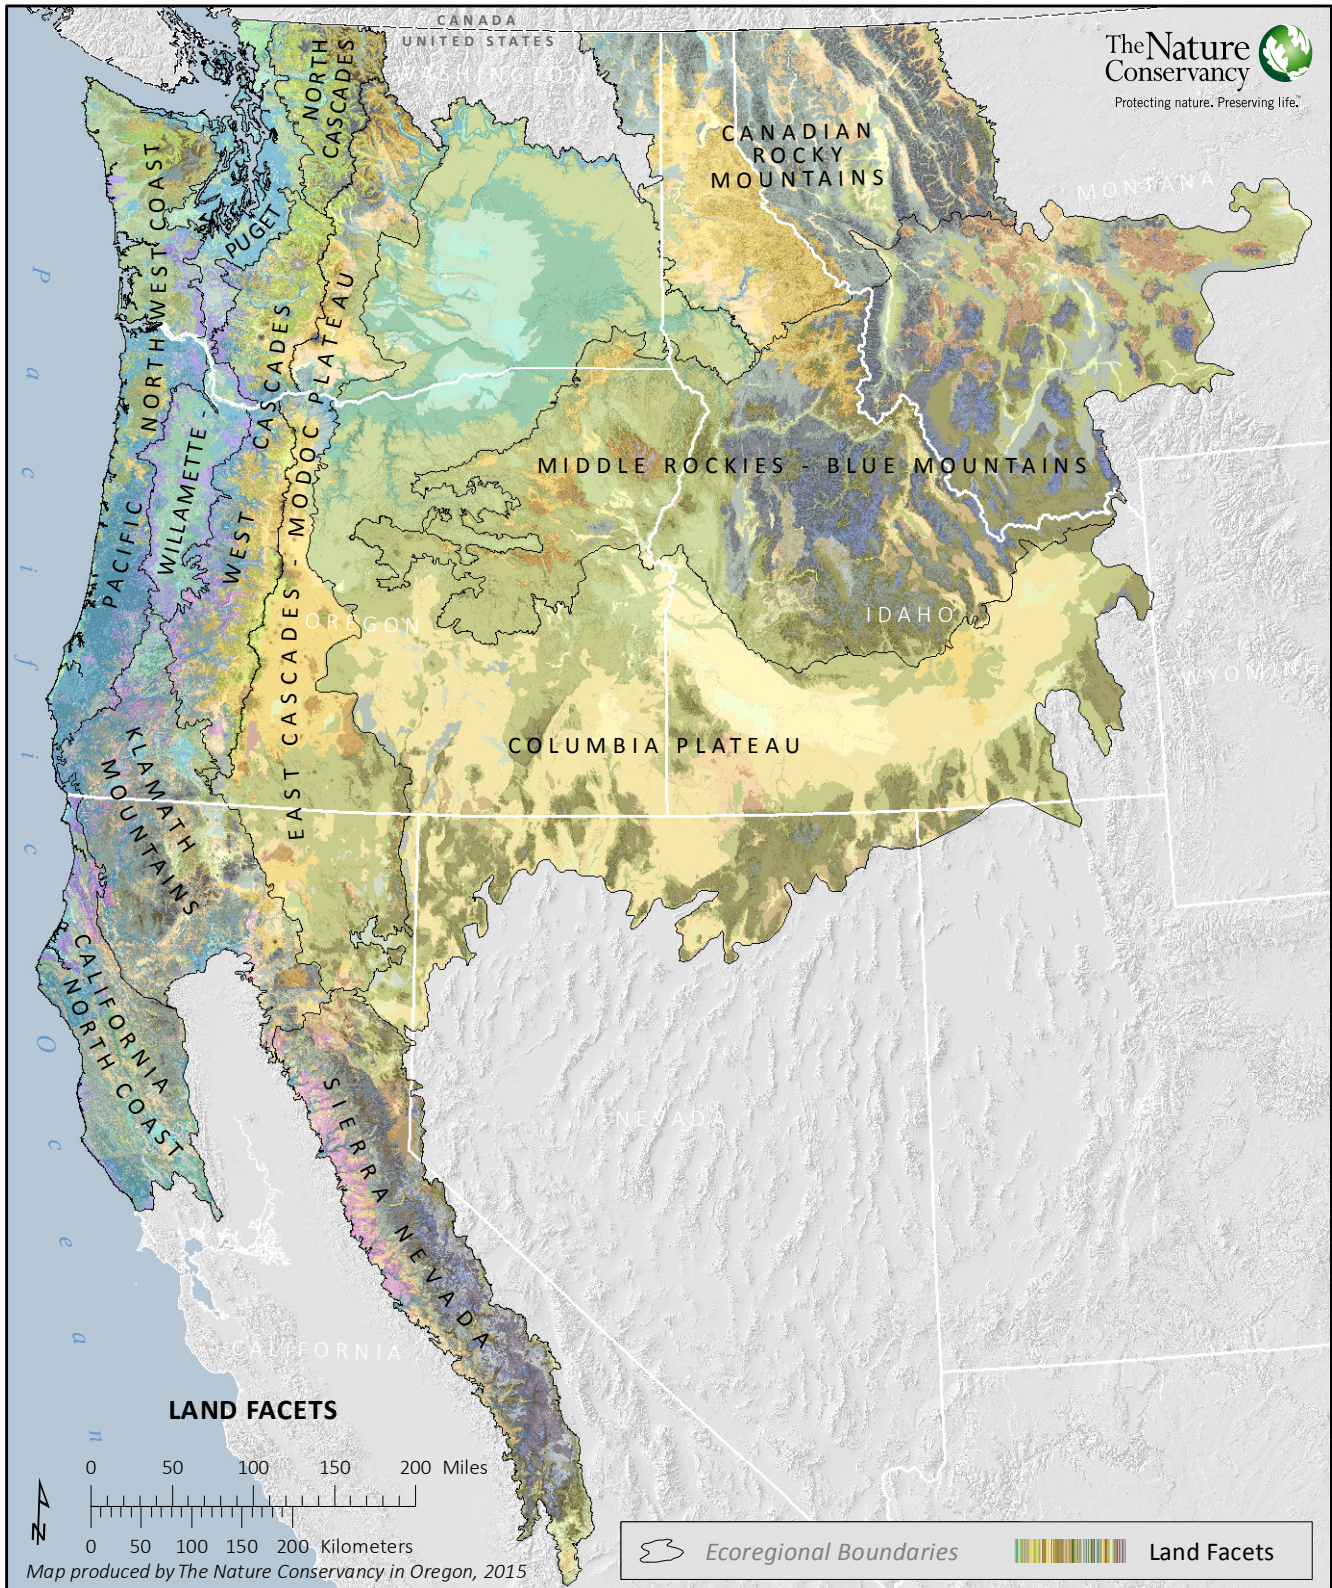 CANADA
UNITED STATES
WASHINGTON
The Nature
Conservancy
Protecting nature. Preserving life.™
NORTH
CASCADES
CANADIAN
ROCKY
MOUNTAINS
MONTANA
PACIFIC NORTHWEST COAST
WILLAMETTE - PUGET
WEST CASCADES
EAST CASCADES - MODOC PLATEAU
MIDDLE ROCKIES - BLUE MOUNTAINS
OREGON
IDAHO
WYOMING
COLUMBIA PLATEAU
KLAMATH
MOUNTAINS
CALIFORNIA
NORTH COAST
SIERRA NEVADA
NEVADA
UTAH
CALIFORNIA
Pacific Ocean
LAND FACETS
0 50 100 150 200 Miles
0 50 100 150 200 Kilometers
N
Map produced by The Nature Conservancy in Oregon, 2015
Ecoregional Boundaries
Land Facets